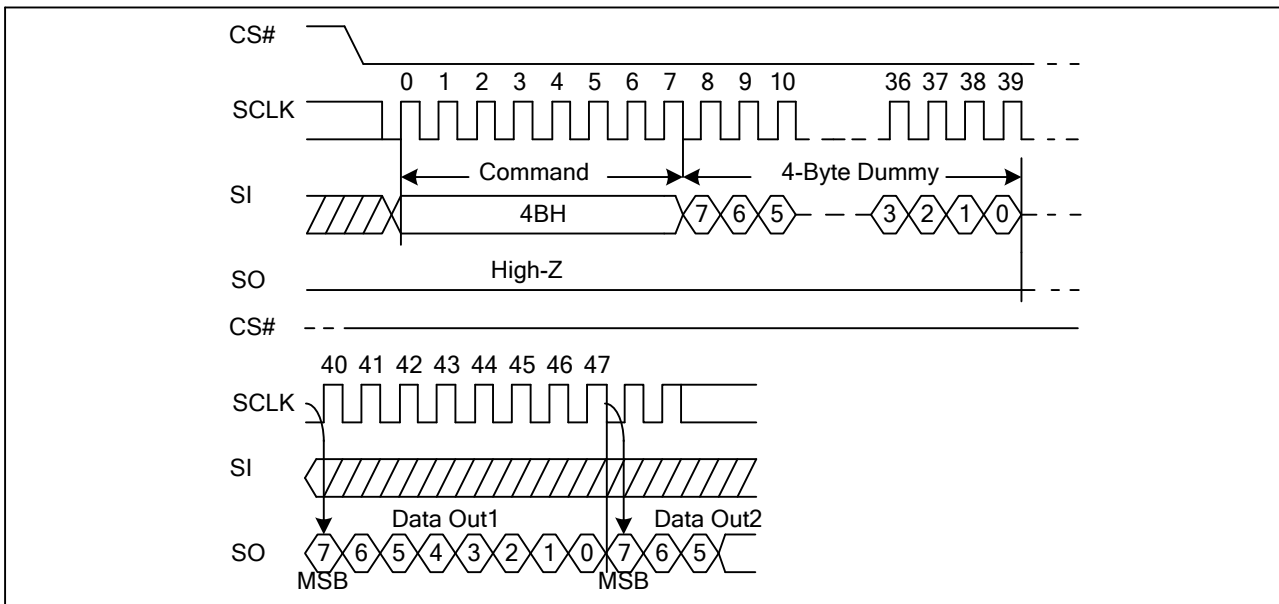 CS#
0 1 2 3 4 5 6 7 8 9 10 36 37 38 39
SCLK
Command 4-Byte Dummy
SI
4BH 7 6 5 3 2 1 0
High-Z
SO
CS#
40 41 42 43 44 45 46 47
SCLK
SI
Data Out1 Data Out2
SO 7 6 5 4 3 2 1 0 7 6 5
MSB MSB